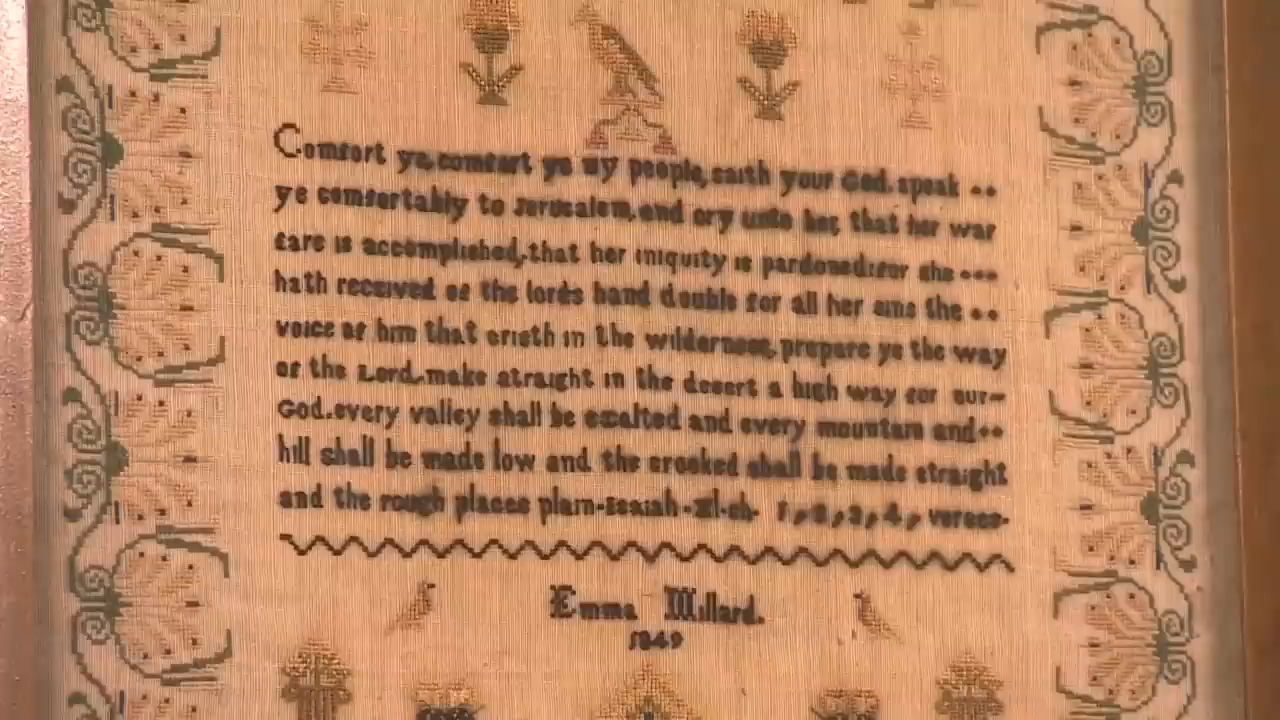 Comfort ye, comfort ye my people, saith your God. speak ••
ye comfortably to Jerusalem, and cry unto her, that her war
fare is accomplished, that her iniquity is pardoned: for she •••
hath received of the lords hand double for all her sins the ••
voice of him that crieth in the wilderness, prepare ye the way
of the Lord, make straight in the desert a high way for our-
God. every valley shall be exalted and every mountain and ••
hill shall be made low and the crooked shall be made straight
and the rough places plain-Isaiah-xl-ch- 1, 2, 3, 4, verses-
Emma Millard.
1849